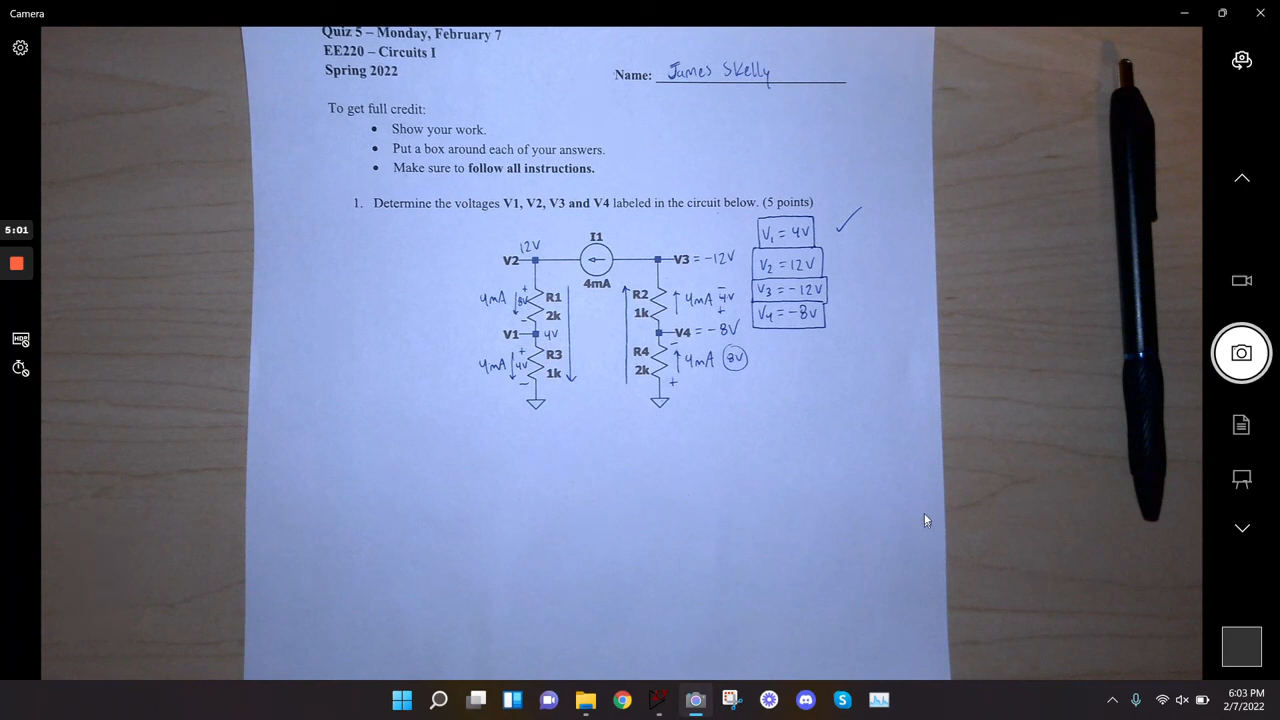 Camera
Quiz 5 – Monday, February 7
EE220 – Circuits I
Spring 2022
Name: James Skelly
To get full credit:
• Show your work.
• Put a box around each of your answers.
• Make sure to follow all instructions.
1. Determine the voltages V1, V2, V3 and V4 labeled in the circuit below. (5 points)
5:01
V1 = 4V
V2 = 12V
V3 = -12V
V4 = -8V
I1
12V
V2
V3 = -12V
4mA
4mA
+
8V
-
R1
2k
R2
1k
4mA
-
4V
+
V1
4V
V4 = -8V
4mA
+
4V
-
R3
1k
R4
2k
-
4mA
8V
+
HDR
6:03 PM
2/7/2022